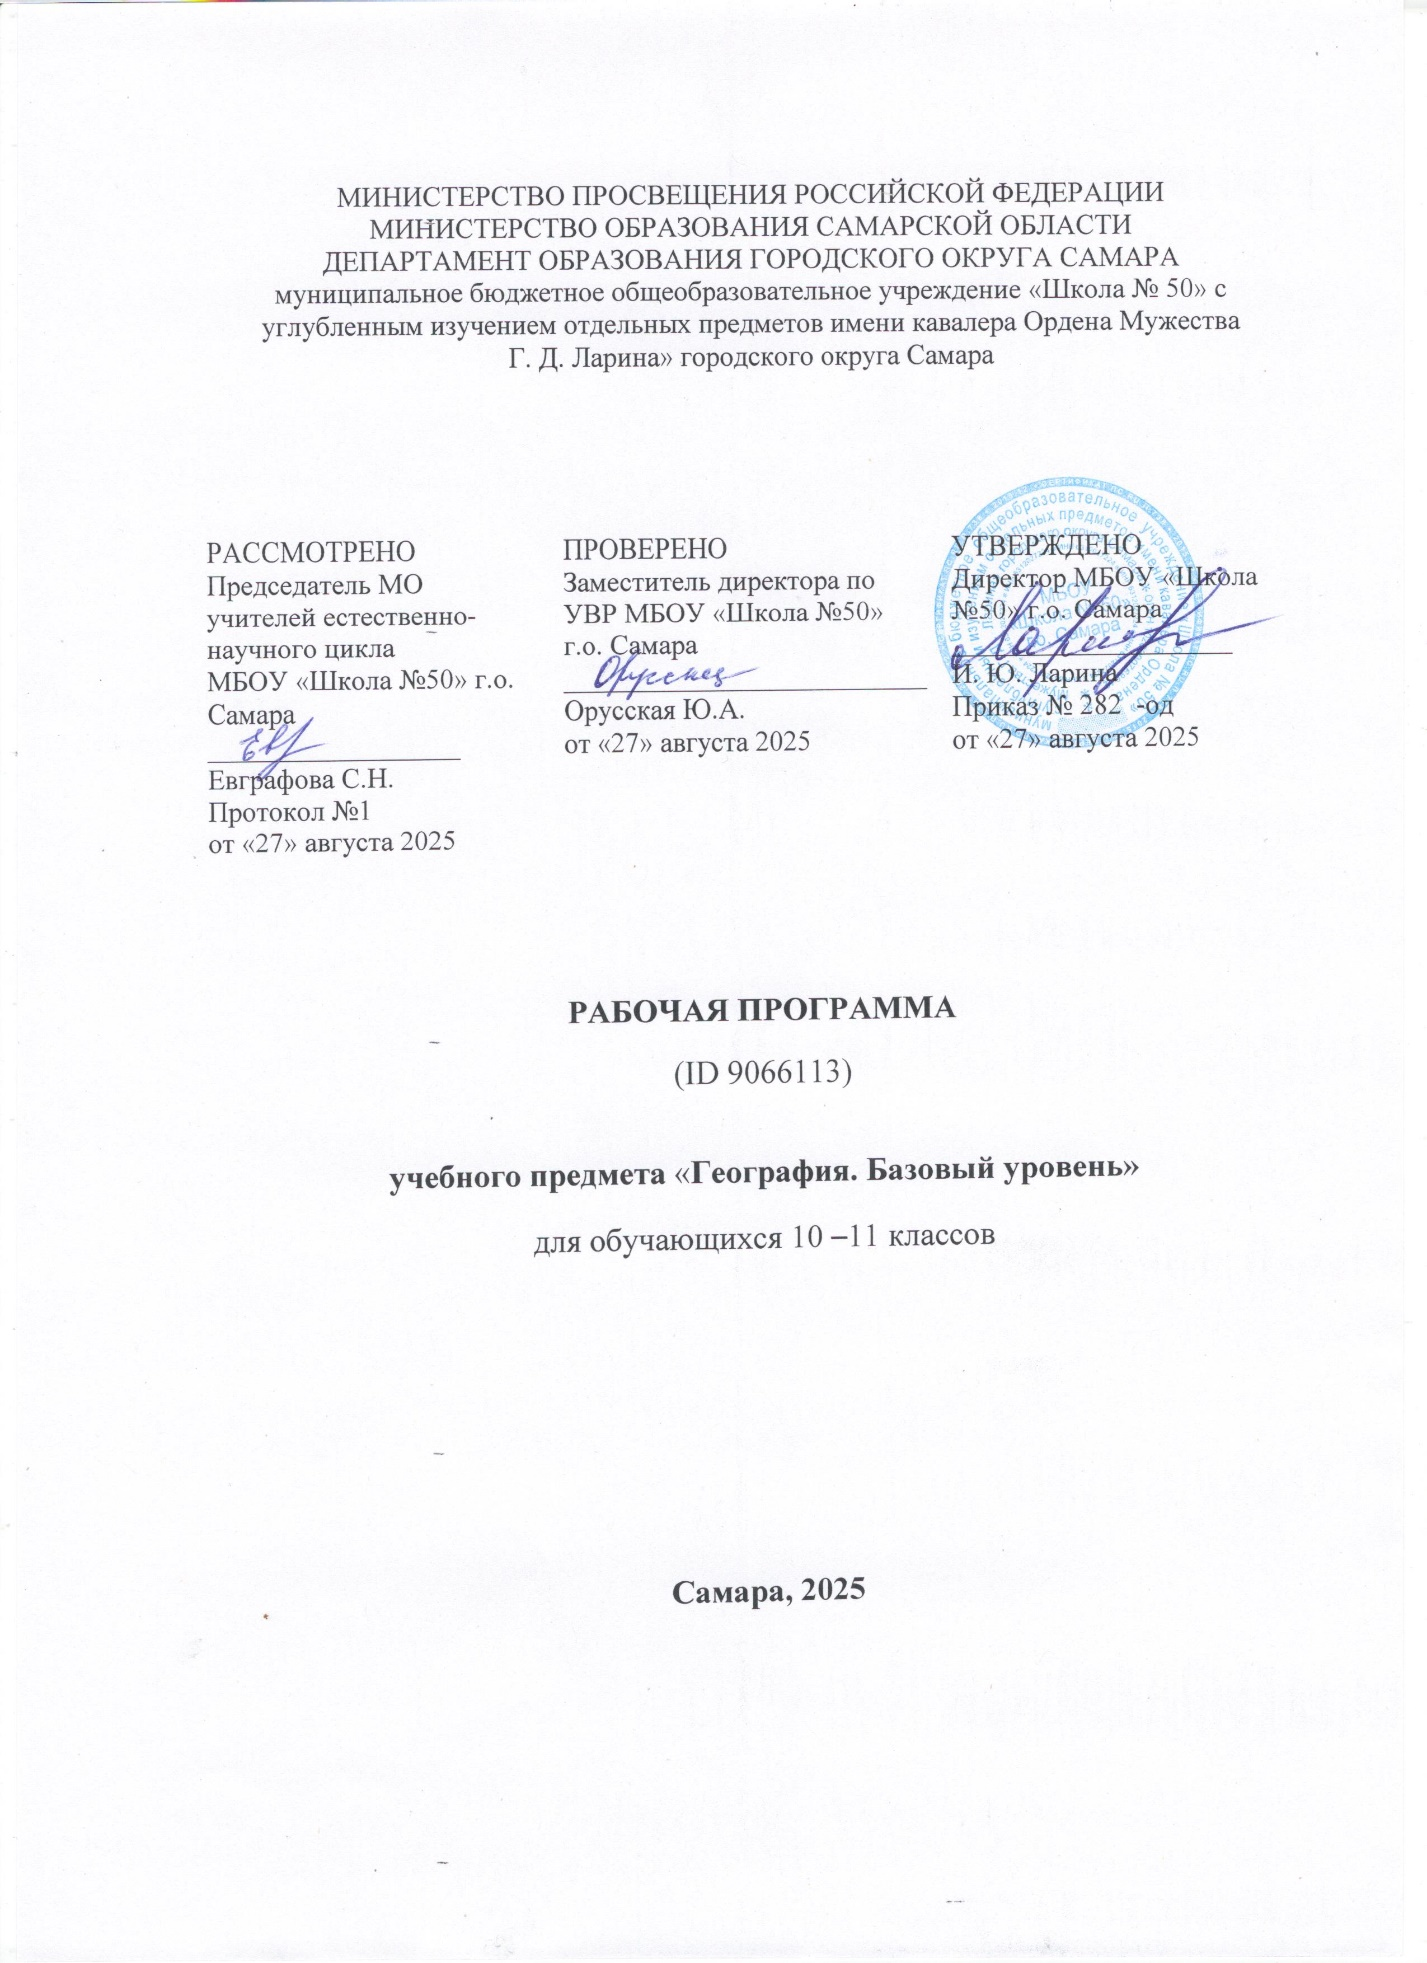 МИНИСТЕРСТВО ПРОСВЕЩЕНИЯ РОССИЙСКОЙ ФЕДЕРАЦИИ
МИНИСТЕРСТВО ОБРАЗОВАНИЯ САМАРСКОЙ ОБЛАСТИ
ДЕПАРТАМЕНТ ОБРАЗОВАНИЯ ГОРОДСКОГО ОКРУГА САМАРА
муниципальное бюджетное общеобразовательное учреждение «Школа № 50» с
углубленным изучением отдельных предметов имени кавалера Ордена Мужества
Г. Д. Ларина» городского округа Самара
РАССМОТРЕНО
Председатель МО
учителей естественно-
научного цикла
МБОУ «Школа №50» г.о.
Самара
Евграфова С.Н.
Протокол №1
от «27» августа 2025
ПРОВЕРЕНО
Заместитель директора по
УВР МБОУ «Школа №50»
г.о. Самара
Орусская Ю.А.
от «27» августа 2025
УТВЕРЖДЕНО
Директор МБОУ «Школа
№50» г.о. Самара
И. Ю. Ларина
Приказ № 282 -од
от «27» августа 2025
РАБОЧАЯ ПРОГРАММА
(ID 9066113)
учебного предмета «География. Базовый уровень»
для обучающихся 10 –11 классов
Самара, 2025